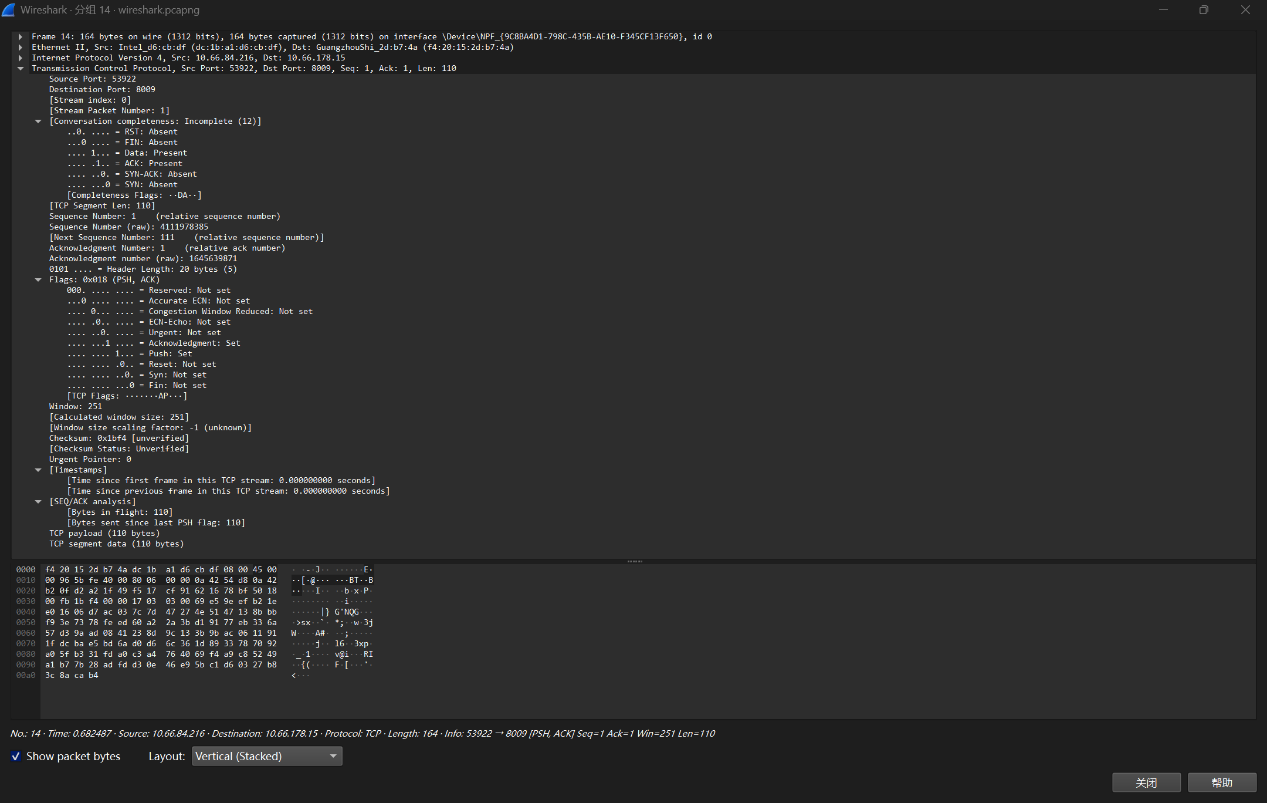 Wireshark · 分组 14 · wireshark.pcapng
Frame 14: 164 bytes on wire (1312 bits), 164 bytes captured (1312 bits) on interface \Device\NPF_{9C8BA4D1-798C-435B-AE10-F345CF13F650}, id 0
Ethernet II, Src: Intel_d6:cb:df (dc:1b:a1:d6:cb:df), Dst: GuangzhouShi_2d:b7:4a (f4:20:15:2d:b7:4a)
Internet Protocol Version 4, Src: 10.66.84.216, Dst: 10.66.178.15
Transmission Control Protocol, Src Port: 53922, Dst Port: 8009, Seq: 1, Ack: 1, Len: 110
Source Port: 53922
Destination Port: 8009
[Stream index: 0]
[Stream Packet Number: 1]
[Conversation completeness: Incomplete (12)]
..0. .... = RST: Absent
...0 .... = FIN: Absent
.... 1... = Data: Present
.... .1.. = ACK: Present
.... ..0. = SYN-ACK: Absent
.... ...0 = SYN: Absent
[Completeness Flags: ··DA··]
[TCP Segment Len: 110]
Sequence Number: 1    (relative sequence number)
Sequence Number (raw): 4111978385
[Next Sequence Number: 111    (relative sequence number)]
Acknowledgment Number: 1    (relative ack number)
Acknowledgment number (raw): 1645639871
0101 .... = Header Length: 20 bytes (5)
Flags: 0x018 (PSH, ACK)
000. .... .... = Reserved: Not set
...0 .... .... = Accurate ECN: Not set
.... 0... .... = Congestion Window Reduced: Not set
.... .0.. .... = ECN-Echo: Not set
.... ..0. .... = Urgent: Not set
.... ...1 .... = Acknowledgment: Set
.... .... 1... = Push: Set
.... .... .0.. = Reset: Not set
.... .... ..0. = Syn: Not set
.... .... ...0 = Fin: Not set
[TCP Flags: ·······AP···]
Window: 251
[Calculated window size: 251]
[Window size scaling factor: -1 (unknown)]
Checksum: 0x1bf4 [unverified]
[Checksum Status: Unverified]
Urgent Pointer: 0
[Timestamps]
[Time since first frame in this TCP stream: 0.000000000 seconds]
[Time since previous frame in this TCP stream: 0.000000000 seconds]
[SEQ/ACK analysis]
[Bytes in flight: 110]
[Bytes sent since last PSH flag: 110]
TCP payload (110 bytes)
TCP segment data (110 bytes)
0000 f4 20 15 2d b7 4a dc 1b a1 d6 cb df 08 00 45 00 · ·-·J·· ······E·
0010 00 96 5b fe 40 00 80 06 00 00 0a 42 54 d8 0a 42 ··[·@··· ···BT··B
0020 b2 0f d2 a2 1f 49 f5 17 cf 91 62 16 78 bf 50 18 ·····I·· ··b·x·P·
0030 00 fb 1b f4 00 00 17 03 03 00 69 e5 9e ef b2 1e ········ ··i·····
0040 e0 16 06 d7 ac 03 7c 7d 47 27 4e 51 47 13 8b bb ······|} G'NQG···
0050 f9 3e 73 78 fe ed 60 a2 2a 3b d1 91 77 eb 33 6a ·>sx··`· *;··w·3j
0060 57 d3 9a ad 08 41 23 8d 9c 13 3b 9b ac 06 11 91 W····A#· ··;·····
0070 1f dc ba e5 bd 6a d0 d6 6c 36 1d 89 33 78 70 92 ·····j·· l6··3xp·
0080 a0 5f b3 31 fd a0 c3 a4 76 40 69 f4 a9 c8 52 49 ·_·1···· v@i···RI
0090 a1 b7 7b 28 ad fd d3 0e 46 e9 5b c1 d6 03 27 b8 ··{(···· F·[···'·
00a0 3c 8a ca b4 <···
No.: 14 · Time: 0.682487 · Source: 10.66.84.216 · Destination: 10.66.178.15 · Protocol: TCP · Length: 164 · Info: 53922 → 8009 [PSH, ACK] Seq=1 Ack=1 Win=251 Len=110
Show packet bytes Layout: Vertical (Stacked)
关闭 帮助